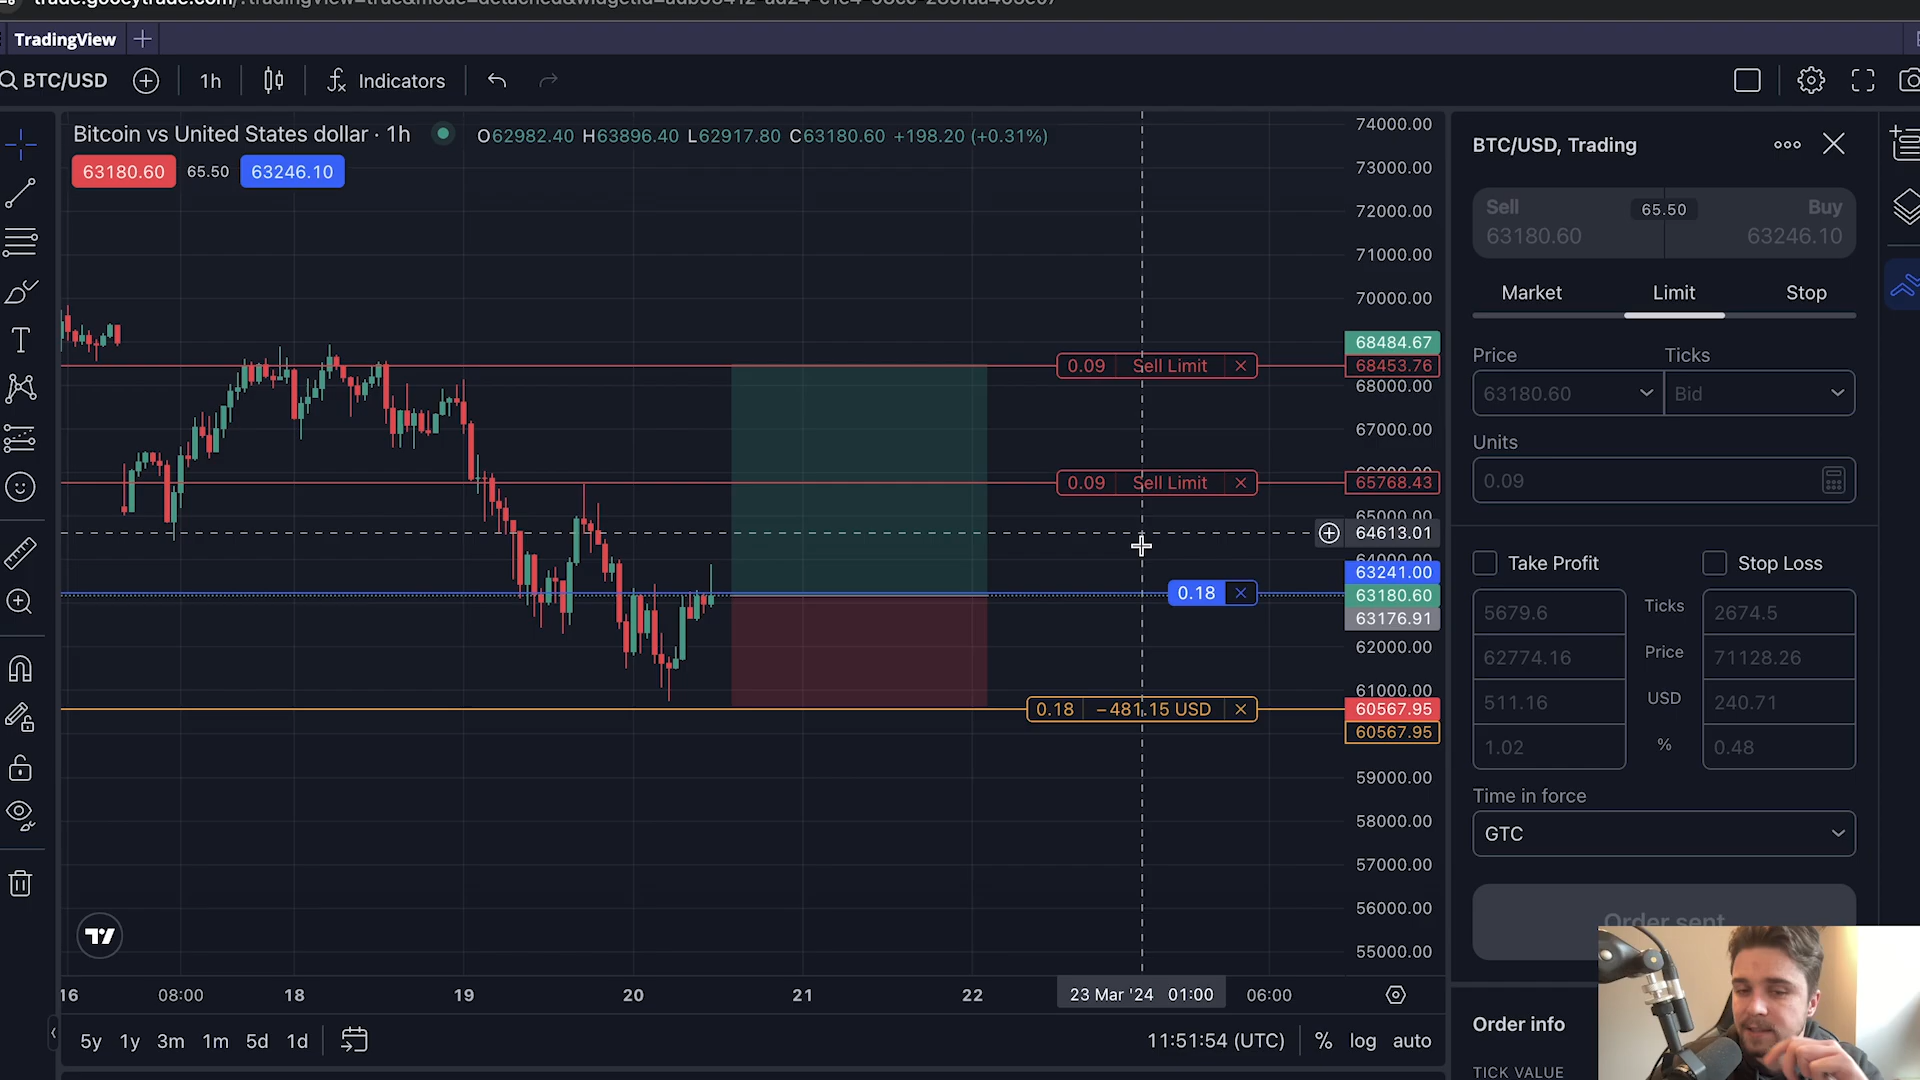 TradingView
BTC/USD
1h
Indicators
Bitcoin vs United States dollar · 1h
O62982.40 H63896.40 L62917.80 C63180.60 +198.20 (+0.31%)
63180.60
65.50
63246.10
74000.00
73000.00
72000.00
71000.00
70000.00
68484.67
0.09 Sell Limit
68453.76
68000.00
67000.00
0.09 Sell Limit
65768.43
65000.00
64613.01
64000.00
63241.00
0.18
63180.60
63176.91
62000.00
61000.00
0.18 −481.15 USD
60567.95
60567.95
59000.00
58000.00
57000.00
56000.00
55000.00
16 08:00 18 19 20 21 22 23 Mar '24 01:00 06:00
5y 1y 3m 1m 5d 1d
11:51:54 (UTC) % log auto
BTC/USD, Trading
Sell 65.50 Buy
63180.60 63246.10
Market Limit Stop
Price Ticks
63180.60 Bid
Units
0.09
Take Profit Stop Loss
5679.6 Ticks 2674.5
62774.16 Price 71128.26
511.16 USD 240.71
1.02 % 0.48
Time in force
GTC
Order sent
Order info
TICK VALUE